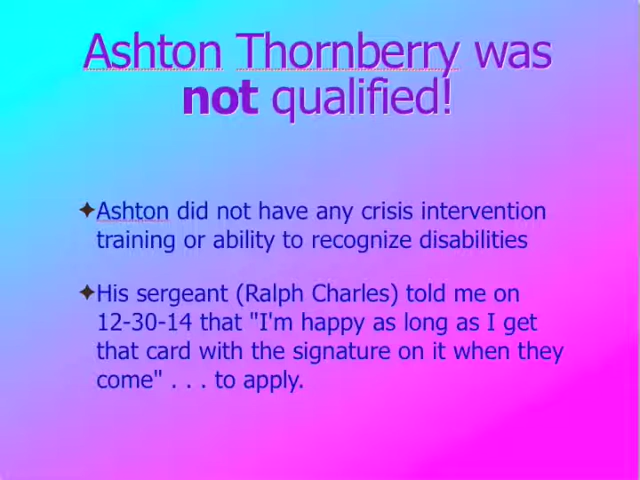 Ashton Thornberry was
not qualified!
Ashton did not have any crisis intervention
training or ability to recognize disabilities
His sergeant (Ralph Charles) told me on
12-30-14 that "I'm happy as long as I get
that card with the signature on it when they
come" . . . to apply.